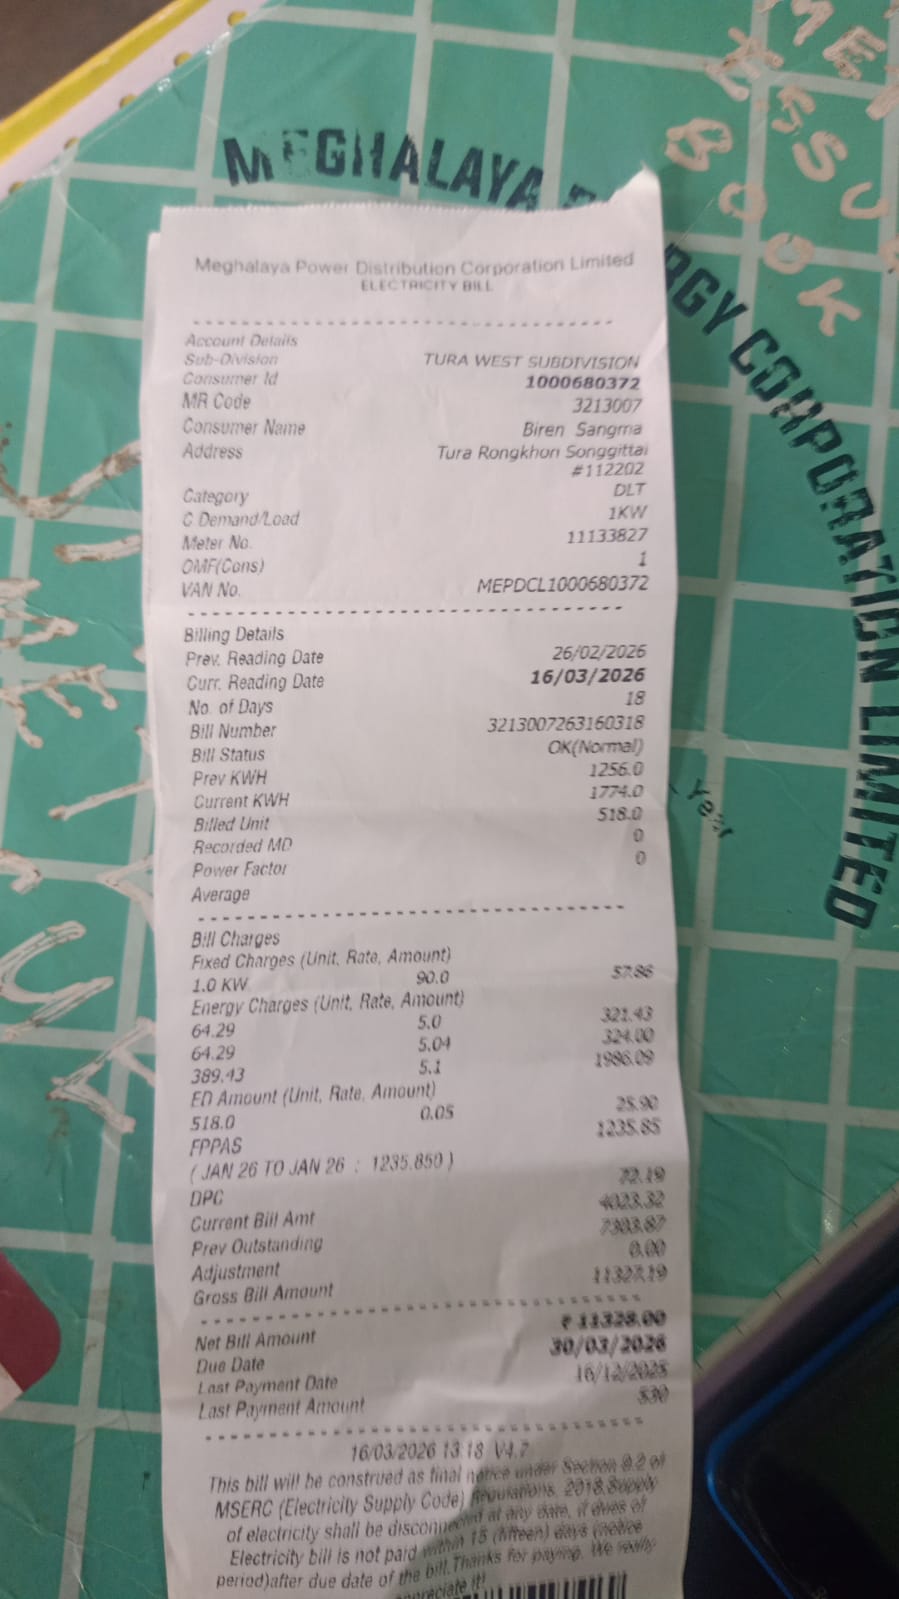 MEGHALAYA
RGY CORPORATION LIMITED
BOOK
Year
Meghalaya Power Distribution Corporation Limited
ELECTRICITY BILL
Account Details
Sub-Division TURA WEST SUBDIVISION
Consumer Id 1000680372
MR Code 3213007
Consumer Name Biren Sangma
Address Tura Rongkhon Songgittal
#112202
Category DLT
C Demand/Load 1KW
Meter No. 11133827
OMF(Cons) 1
VAN No. MEPDCL1000680372
Billing Details
Prev. Reading Date 26/02/2026
Curr. Reading Date 16/03/2026
No. of Days 18
Bill Number 3213007263160318
Bill Status OK(Normal)
Prev KWH 1256.0
Current KWH 1774.0
Billed Unit 518.0
Recorded MD 0
Power Factor 0
Average
Bill Charges
Fixed Charges (Unit, Rate, Amount)
1.0 KW 90.0 57.86
Energy Charges (Unit, Rate, Amount)
64.29 5.0 321.43
64.29 5.04 324.00
389.43 5.1 1986.09
ED Amount (Unit, Rate, Amount)
518.0 0.05 25.90
FPPAS 1235.85
( JAN 26 TO JAN 26 : 1235.850 )
DPC 72.19
Current Bill Amt 4023.32
Prev Outstanding 7303.87
Adjustment 0.00
Gross Bill Amount 11327.19
Net Bill Amount ₹ 11328.00
Due Date 30/03/2026
Last Payment Date 16/12/2025
Last Payment Amount 530
16/03/2026 13:18 V4.7
This bill will be construed as final notice under Section 9.2 of
MSERC (Electricity Supply Code) Regulations, 2018.Supply
of electricity shall be disconnected at any date, if dues of
Electricity bill is not paid within 15 (fifteen) days (notice
period)after due date of the bill.Thanks for paying. We really
appreciate it!